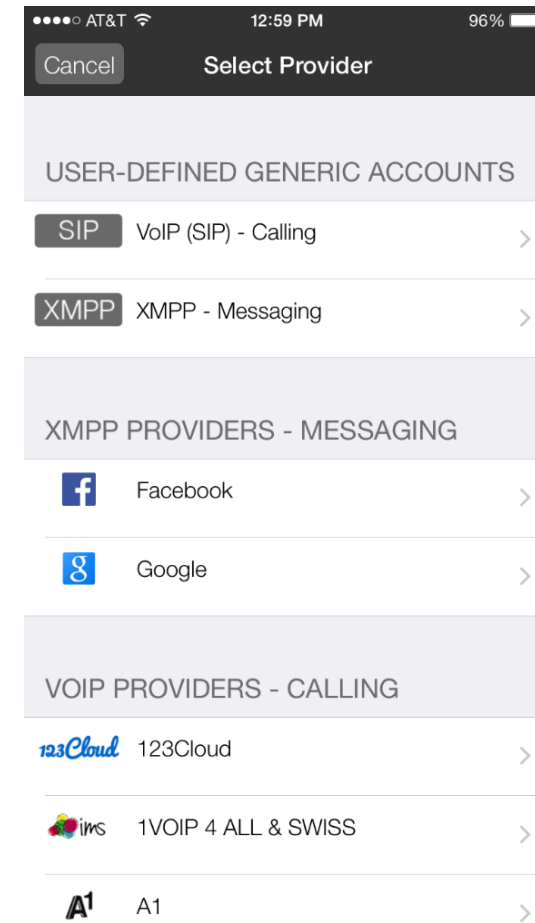 AT&T 12:59 PM 96%
Cancel Select Provider
USER-DEFINED GENERIC ACCOUNTS
SIP VoIP (SIP) - Calling
XMPP XMPP - Messaging
XMPP PROVIDERS - MESSAGING
f Facebook
g Google
VOIP PROVIDERS - CALLING
123Cloud 123Cloud
ims 1VOIP 4 ALL & SWISS
A1 A1